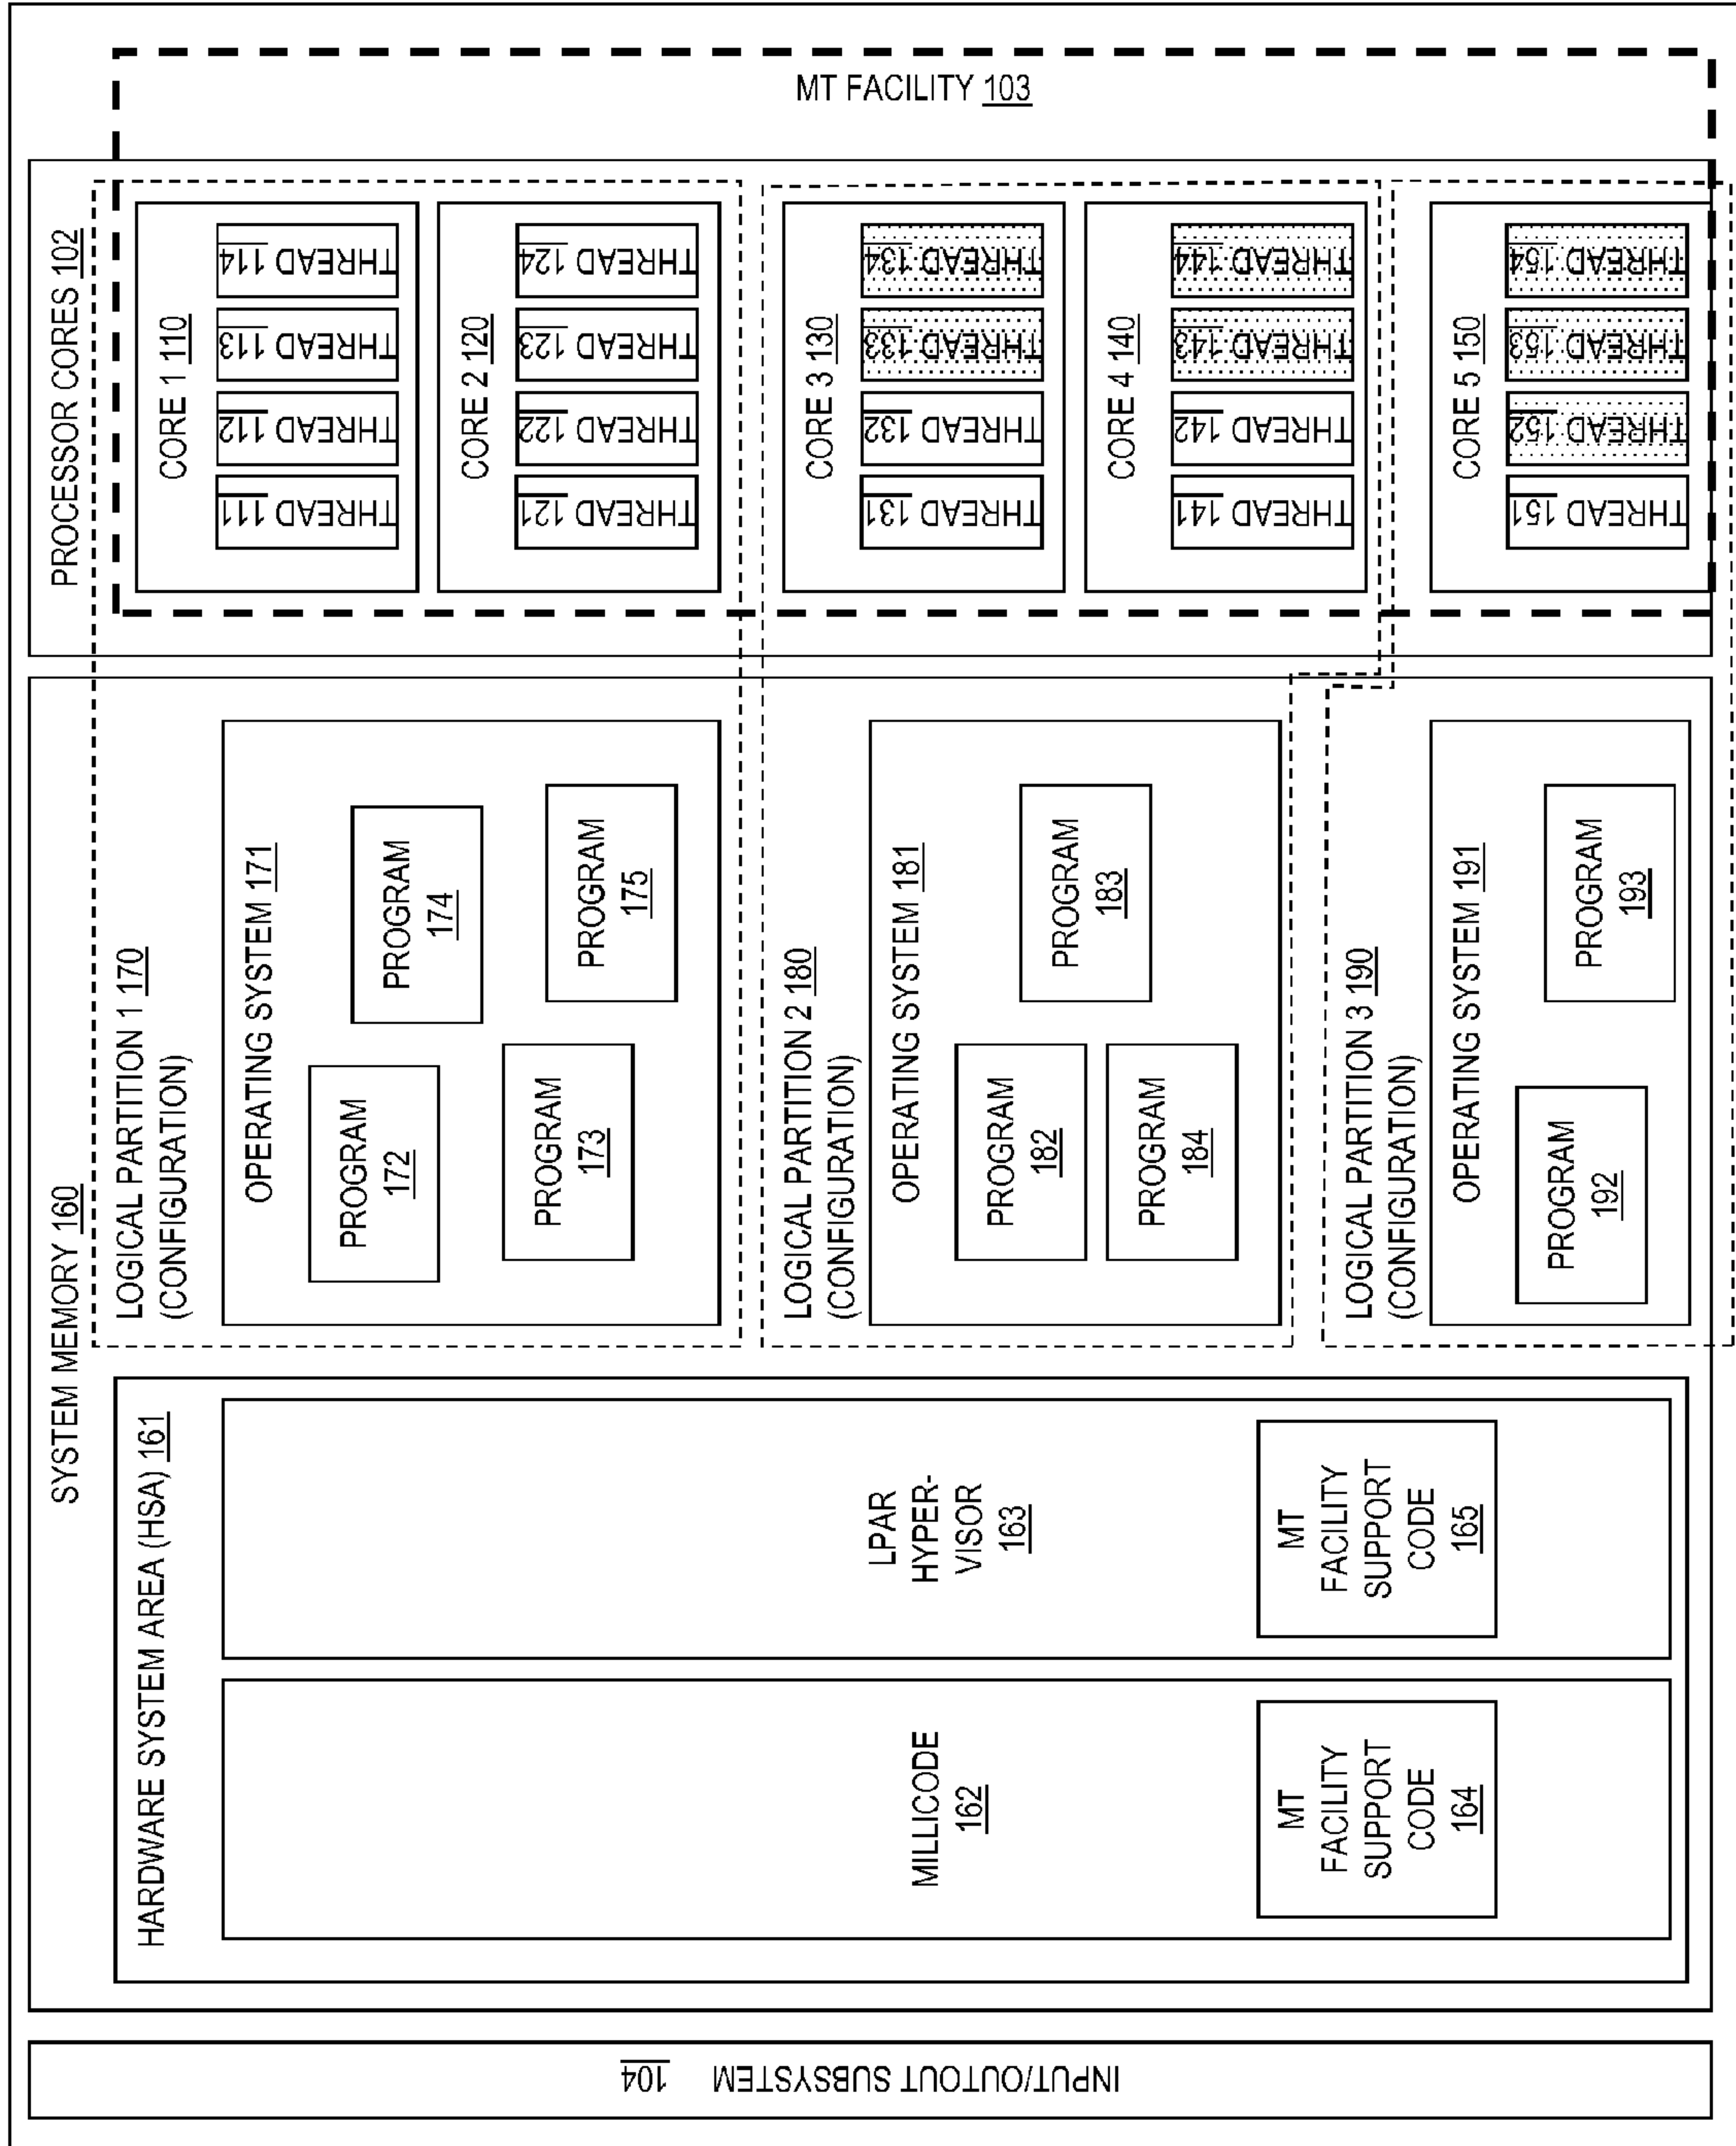 INPUT/OUTOUT SUBSYSTEM 104
SYSTEM MEMORY 160
HARDWARE SYSTEM AREA (HSA) 161
MILLICODE
162
MT
FACILITY
SUPPORT
CODE
164
LPAR
HYPER-
VISOR
163
MT
FACILITY
SUPPORT
CODE
165
LOGICAL PARTITION 1 170
(CONFIGURATION)
OPERATING SYSTEM 171
PROGRAM
172
PROGRAM
174
PROGRAM
173
PROGRAM
175
LOGICAL PARTITION 2 180
(CONFIGURATION)
OPERATING SYSTEM 181
PROGRAM
182
PROGRAM
183
PROGRAM
184
LOGICAL PARTITION 3 190
(CONFIGURATION)
OPERATING SYSTEM 191
PROGRAM
192
PROGRAM
193
PROCESSOR CORES 102
CORE 1 110
THREAD 111
THREAD 112
THREAD 113
THREAD 114
CORE 2 120
THREAD 121
THREAD 122
THREAD 123
THREAD 124
CORE 3 130
THREAD 131
THREAD 132
THREAD 133
THREAD 134
CORE 4 140
THREAD 141
THREAD 142
THREAD 143
THREAD 144
CORE 5 150
THREAD 151
THREAD 152
THREAD 153
THREAD 154
MT FACILITY 103